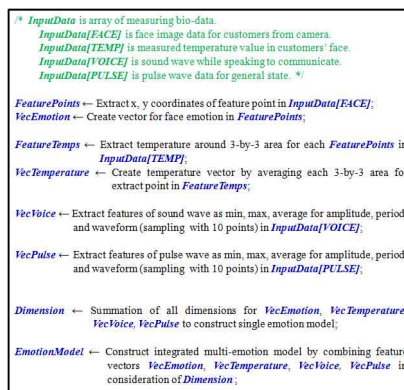 /* InputData is array of measuring bio-data.
InputData[FACE] is face image data for customers from camera.
InputData[TEMP] is measured temperature value in customers' face.
InputData[VOICE] is sound wave while speaking to communicate.
InputData[PULSE] is pulse wave data for general state. */
FeaturePoints ← Extract x, y coordinates of feature point in InputData[FACE];
VecEmotion ← Create vector for face emotion in FeaturePoints;
FeatureTemps ← Extract temperature around 3-by-3 area for each FeaturePoints in
InputData[TEMP];
VecTemperature ← Create temperature vector by averaging each 3-by-3 area for
extract point in FeatureTemps;
VecVoice ← Extract features of sound wave as min, max, average for amplitude, period
and waveform (sampling with 10 points) in InputData[VOICE];
VecPulse ← Extract features of pulse wave as min, max, average for amplitude, period
and waveform (sampling with 10 points) in InputData[PULSE];
Dimension ← Summation of all dimensions for VecEmotion, VecTemperature
VecVoice, VecPulse to construct single emotion model;
EmotionModel ← Construct integrated multi-emotion model by combining feature
vectors VecEmotion, VecTemperature, VecVoice, VecPulse in
consideration of Dimension;